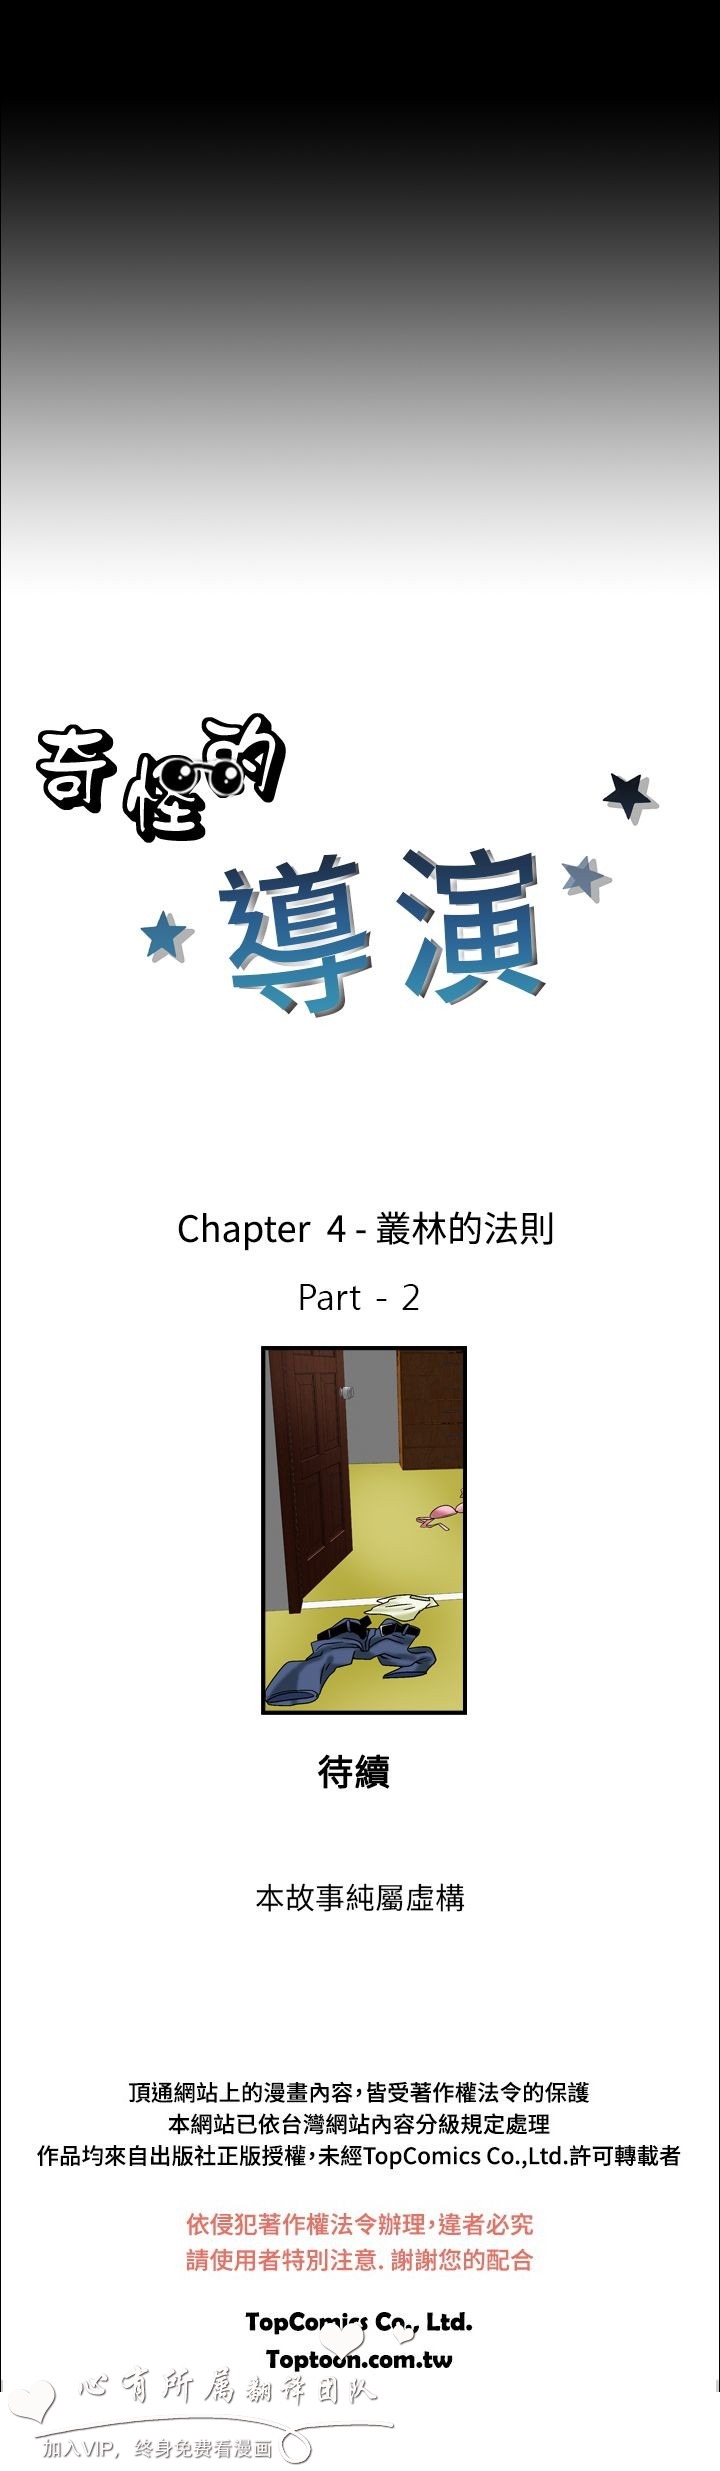 奇怪的
導演
Chapter 4 - 叢林的法則
Part - 2
待續
本故事純屬虛構
頂通網站上的漫畫內容，皆受著作權法令的保護
本網站已依台灣網站內容分級規定處理
作品均來自出版社正版授權，未經TopComics Co.,Ltd.許可轉載者
依侵犯著作權法令辦理，違者必究
請使用者特別注意. 謝謝您的配合
TopComics Co., Ltd.
Toptoon.com.tw
心有所属翻译团队
加入VIP，终身免费看漫画